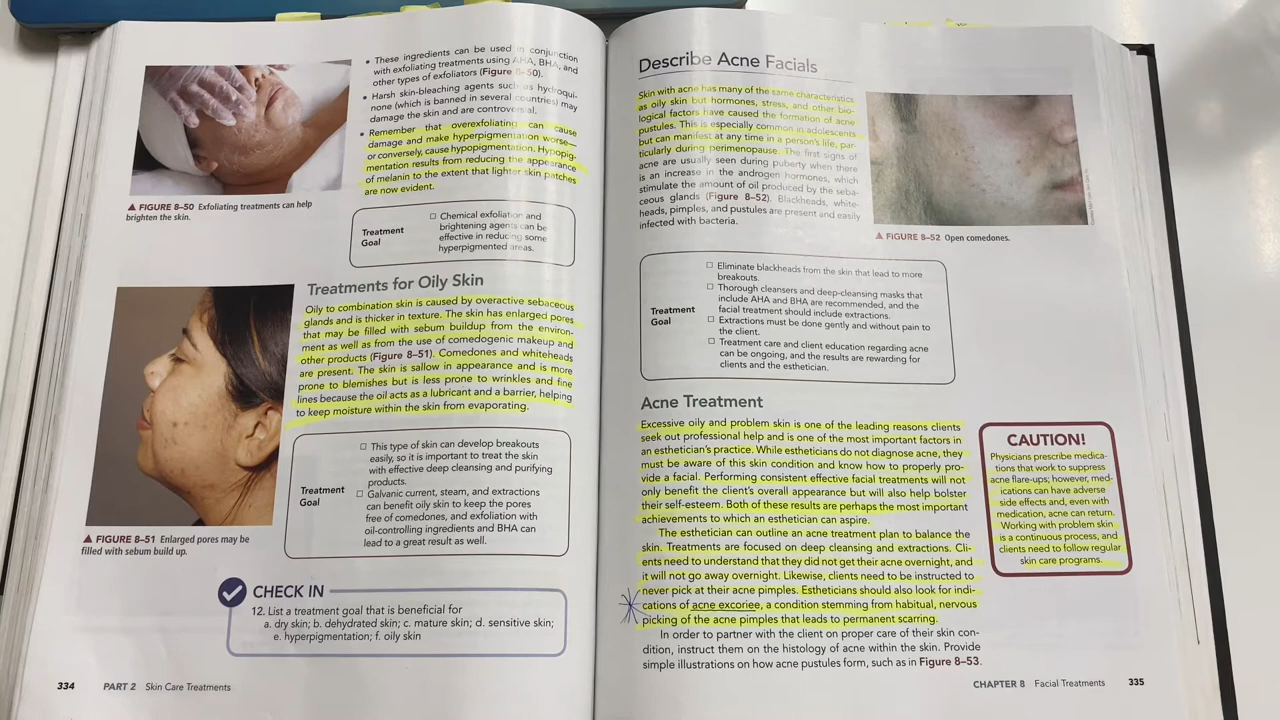 These ingredients can be used in conjunction
with exfoliating treatments using AHA, BHA, and
other types of exfoliators (Figure 8–50).
Harsh skin-bleaching agents such as hydroqui-
none (which is banned in several countries) may
damage the skin and are controversial.
Remember that overexfoliating can cause
damage and make hyperpigmentation worse—
or conversely, cause hypopigmentation. Hypopig-
mentation results from reducing the appearance
of melanin to the extent that lighter skin patches
are now evident.
▲ FIGURE 8–50 Exfoliating treatments can help
brighten the skin.
Treatment
Goal
□ Chemical exfoliation and
brightening agents can be
effective in reducing some
hyperpigmented areas.
Treatments for Oily Skin
Oily to combination skin is caused by overactive sebaceous
glands and is thicker in texture. The skin has enlarged pores
that may be filled with sebum buildup from the environ-
ment as well as from the use of comedogenic makeup and
other products (Figure 8–51). Comedones and whiteheads
are present. The skin is sallow in appearance and is more
prone to blemishes but is less prone to wrinkles and fine
lines because the oil acts as a lubricant and a barrier, helping
to keep moisture within the skin from evaporating.
▲ FIGURE 8–51 Enlarged pores may be
filled with sebum build up.
Treatment
Goal
□ This type of skin can develop breakouts
easily, so it is important to treat the skin
with effective deep cleansing and purifying
products.
□ Galvanic current, steam, and extractions
can benefit oily skin to keep the pores
free of comedones, and exfoliation with
oil-controlling ingredients and BHA can
lead to a great result as well.
CHECK IN
12. List a treatment goal that is beneficial for
a. dry skin; b. dehydrated skin; c. mature skin; d. sensitive skin;
e. hyperpigmentation; f. oily skin
334 PART 2 Skin Care Treatments
Describe Acne Facials
Skin with acne has many of the same characteristics
as oily skin but hormones, stress, and other bio-
logical factors have caused the formation of acne
pustules. This is especially common in adolescents
but can manifest at any time in a person's life, par-
ticularly during perimenopause. The first signs of
acne are usually seen during puberty when there
is an increase in the androgen hormones, which
stimulate the amount of oil produced by the seba-
ceous glands (Figure 8–52). Blackheads, white-
heads, pimples, and pustules are present and easily
infected with bacteria.
▲ FIGURE 8–52 Open comedones.
Treatment
Goal
□ Eliminate blackheads from the skin that lead to more
breakouts.
□ Thorough cleansers and deep-cleansing masks that
include AHA and BHA are recommended, and the
facial treatment should include extractions.
□ Extractions must be done gently and without pain to
the client.
□ Treatment care and client education regarding acne
can be ongoing, and the results are rewarding for
clients and the esthetician.
Acne Treatment
Excessive oily and problem skin is one of the leading reasons clients
seek out professional help and is one of the most important factors in
an esthetician's practice. While estheticians do not diagnose acne, they
must be aware of this skin condition and know how to properly pro-
vide a facial. Performing consistent effective facial treatments will not
only benefit the client's overall appearance but will also help bolster
their self-esteem. Both of these results are perhaps the most important
achievements to which an esthetician can aspire.
The esthetician can outline an acne treatment plan to balance the
skin. Treatments are focused on deep cleansing and extractions. Cli-
ents need to understand that they did not get their acne overnight, and
it will not go away overnight. Likewise, clients need to be instructed to
never pick at their acne pimples. Estheticians should also look for indi-
cations of acne excoriee, a condition stemming from habitual, nervous
picking of the acne pimples that leads to permanent scarring.
In order to partner with the client on proper care of their skin con-
dition, instruct them on the histology of acne within the skin. Provide
simple illustrations on how acne pustules form, such as in Figure 8–53.
CAUTION!
Physicians prescribe medica-
tions that work to suppress
acne flare-ups; however, med-
ications can have adverse
side effects and, even with
medication, acne can return.
Working with problem skin
is a continuous process, and
clients need to follow regular
skin care programs.
CHAPTER 8 Facial Treatments 335